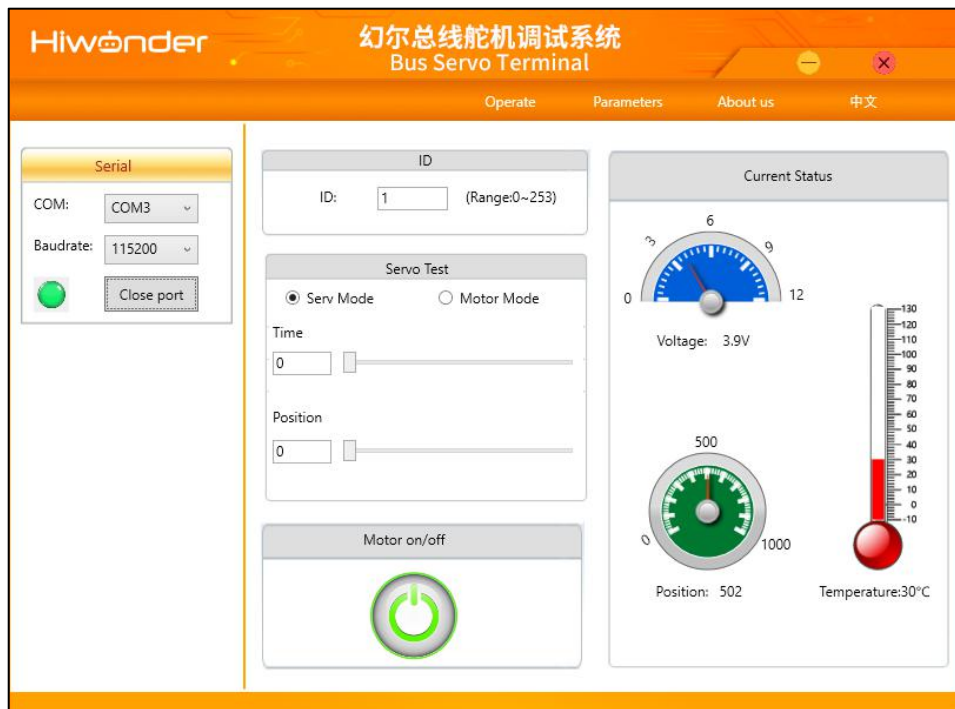 Hiwonder
幻尔总线舵机调试系统
Bus Servo Terminal
Operate Parameters About us 中文
Serial
COM: COM3
Baudrate: 115200
Close port
ID
ID: 1 (Range:0~253)
Servo Test
Serv Mode Motor Mode
Time
0
Position
0
Motor on/off
Current Status
0 3 6 9 12
Voltage: 3.9V
0 500 1000
Position: 502
130
120
110
100
90
80
70
60
50
40
30
20
10
0
-10
Temperature:30°C